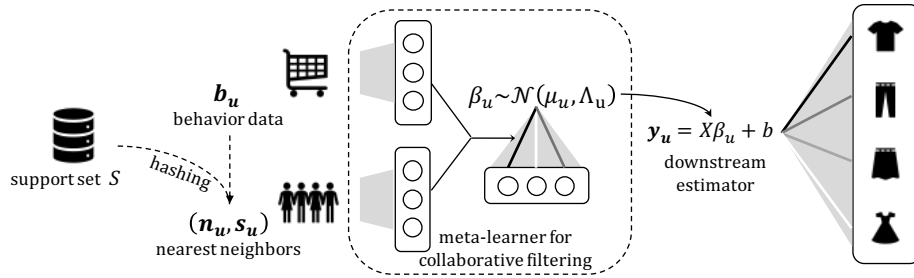 b_u
behavior data
support set S
hashing
(n_u, s_u)
nearest neighbors
β_u~𝒩(μ_u, Λ_u)
meta-learner for
collaborative filtering
y_u = Xβ_u + b
downstream
estimator